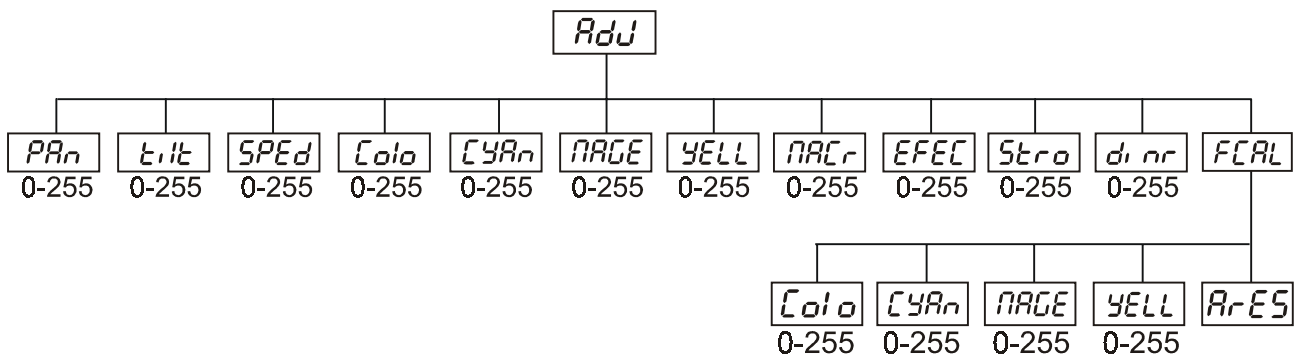 AdJ
PAn tilt SPEd Colo CYAn MAGE YELL MACr EFEC Stro dimr FCAL
0-255 0-255 0-255 0-255 0-255 0-255 0-255 0-255 0-255 0-255 0-255
Colo CYAn MAGE YELL ArES
0-255 0-255 0-255 0-255